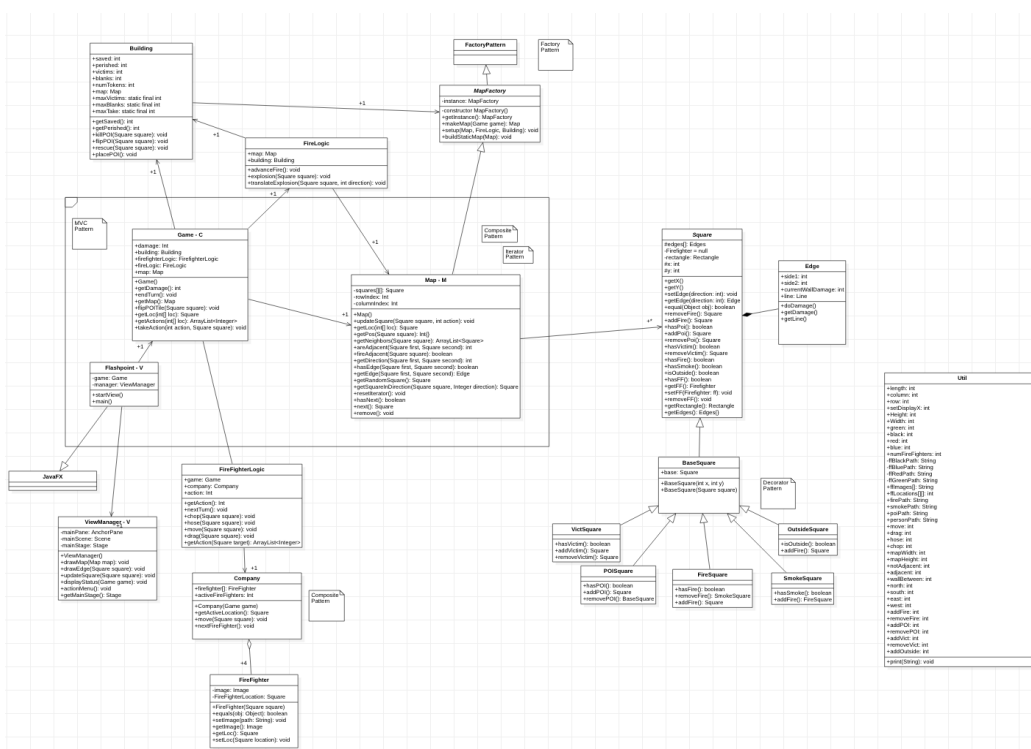 Building
+saved: int
+perished: int
+victims: int
+blanks: int
+numTokens: int
+map: Map
+maxVictims: static final int
+maxBlanks: static final int
+maxTake: static final int
+getSaved(): int
+getPerished(): int
+killPOI(Square square): void
+flipPOI(Square square): void
+rescue(Square square): void
+placePOI(): void
FactoryPattern
Factory
Pattern
MapFactory
-instance: MapFactory
-constructor MapFactory()
+getInstance(): MapFactory
+makeMap(Game game): Map
+setup(Map, FireLogic, Building): void
+buildStaticMap(Map): void
+1
+1
FireLogic
+map: Map
+building: Building
+advanceFire(): void
+explosion(Square square): void
+translateExplosion(Square square, int direction): void
+1
+1
+1
MVC
Pattern
Composite
Pattern
Iterator
Pattern
Game - C
+damage: Int
+building: Building
+firefighterLogic: FirefighterLogic
+fireLogic: FireLogic
+map: Map
+Game()
+getDamage(): int
+endTurn(): void
+getMap(): Map
+flipPOITile(Square square): void
+getLoc(int[] loc): Square
+getActions(int[] loc): ArrayList<Integer>
+takeAction(int action, Square square): void
+1
Map - M
-squares[][]: Square
-rowIndex: Int
-columnIndex: Int
+Map()
+updateSquare(Square square, int action): void
+getLoc(int[] loc): Square
+getPos(Square square): Int[]
+getNeighbors(Square square): ArrayList<Square>
+areAdjacent(Square first, Square second): int
+fireAdjacent(Square square): boolean
+getDirection(Square first, Square second): int
+hasEdge(Square first, Square second): boolean
+getEdge(Square first, Square second): Edge
+getRandomSquare(): Square
+getSquareInDirection(Square square, Integer direction): Square
+resetIterator(): void
+hasNext(): boolean
+next(): Square
+remove(): void
+*
Square
#edges[]: Edges
-Firefighter = null
-rectangle: Rectangle
#x: int
#y: int
+getX()
+getY()
+setEdge(direction: int): void
+getEdge(direction: int): Edge
+equal(Object obj): boolean
+removeFire(): Square
+addFire(): Square
+hasPoi(): boolean
+addPoi(): Square
+removePoi(): Square
+hasVictim(): boolean
+removeVictim(): Square
+hasFire(): boolean
+hasSmoke(): boolean
+isOutside(): boolean
+hasFF(): boolean
+getFF(): Firefighter
+setFF(Firefighter: ff): void
+removeFF(): void
+getRectangle(): Rectangle
+getEdges(): Edges[]
Edge
+side1: int
+side2: int
+currentWallDamage: int
+line: Line
+doDamage()
+getDamage()
+getLine()
+1
Flashpoint - V
-game: Game
-manager: ViewManager
+startView()
+main()
JavaFX
+1
ViewManager - V
-mainPane: AnchorPane
-mainScene: Scene
-mainStage: Stage
+ViewManager()
+drawMap(Map map): void
+drawEdge(Square square): void
+updateSquare(Square square): void
+displayStatus(Game game): void
+actionMenu(): void
+getMainStage(): Stage
FireFighterLogic
+game: Game
+company: Company
+action: Int
+getAction(): Int
+nextTurn(): void
+chop(Square square): void
+hose(Square square): void
+move(Square square): void
+drag(Square square): void
+getAction(Square target): ArrayList<Integer>
+1
Company
+firefighter[]: FireFighter
+activeFireFighters: Int
+Company(Game game)
+getActiveLocation(): Square
+move(Square square): void
+nextFireFighter(): void
Composite
Pattern
+4
FireFighter
-image: Image
-FireFighterLocation: Square
+FireFighter(Square square)
+equals(obj: Object): boolean
+setImage(path: String): void
+getImage(): Image
+getLoc(): Square
+setLoc(Square location): void
BaseSquare
+base: Square
+BaseSquare(int x, int y)
+BaseSquare(Square square)
Decorator
Pattern
VictSquare
+hasVictim(): boolean
+addVictim(): Square
+removeVictim(): Square
POISquare
+hasPOI(): boolean
+addPOI(): Square
+removePOI(): BaseSquare
FireSquare
+hasFire(): boolean
+removeFire(): SmokeSquare
+addFire(): Square
SmokeSquare
+hasSmoke(): boolean
+addFire(): FireSquare
OutsideSquare
+isOutside(): boolean
+addFire(): Square
Util
+length: int
+column: int
+row: int
+setDisplayX: int
+Height: int
+Width: int
+green: int
+black: int
+red: int
+blue: int
+numFireFighters: int
-ffBlackPath: String
-ffBluePath: String
-ffRedPath: String
-ffGreenPath: String
+ffImages[]: String
+ffLocations[][]: int
+firePath: String
+smokePath: String
+poiPath: String
+personPath: String
+move: int
+drag: int
+hose: int
+chop: int
+mapWidth: int
+mapHeight: int
+notAdjacent: int
+adjacent: int
+wallBetween: int
+north: int
+south: int
+east: int
+west: int
+addFire: int
+removeFire: int
+addPOI: int
+removePOI: int
+addVict: int
+removeVict: int
+addOutside: int
+print(String): void